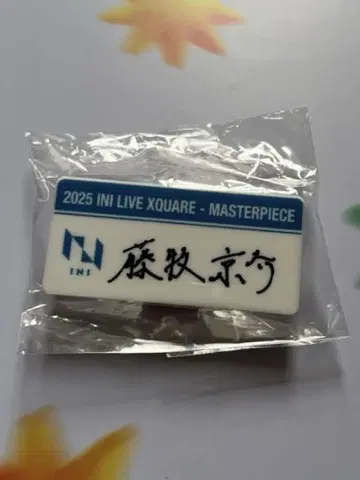 2025 INI LIVE XQUARE - MASTERPIECE
INI
藤牧京介